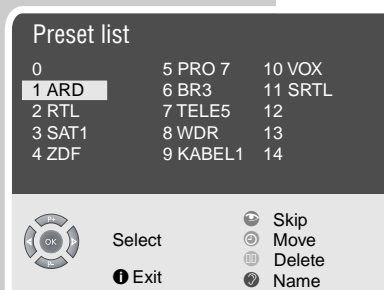 Preset list
0 5 PRO 7 10 VOX
1 ARD 6 BR3 11 SRTL
2 RTL 7 TELE5 12
3 SAT1 8 WDR 13
4 ZDF 9 KABEL1 14
P+
OK
P-
Select
Exit
Skip
Move
Delete
Name